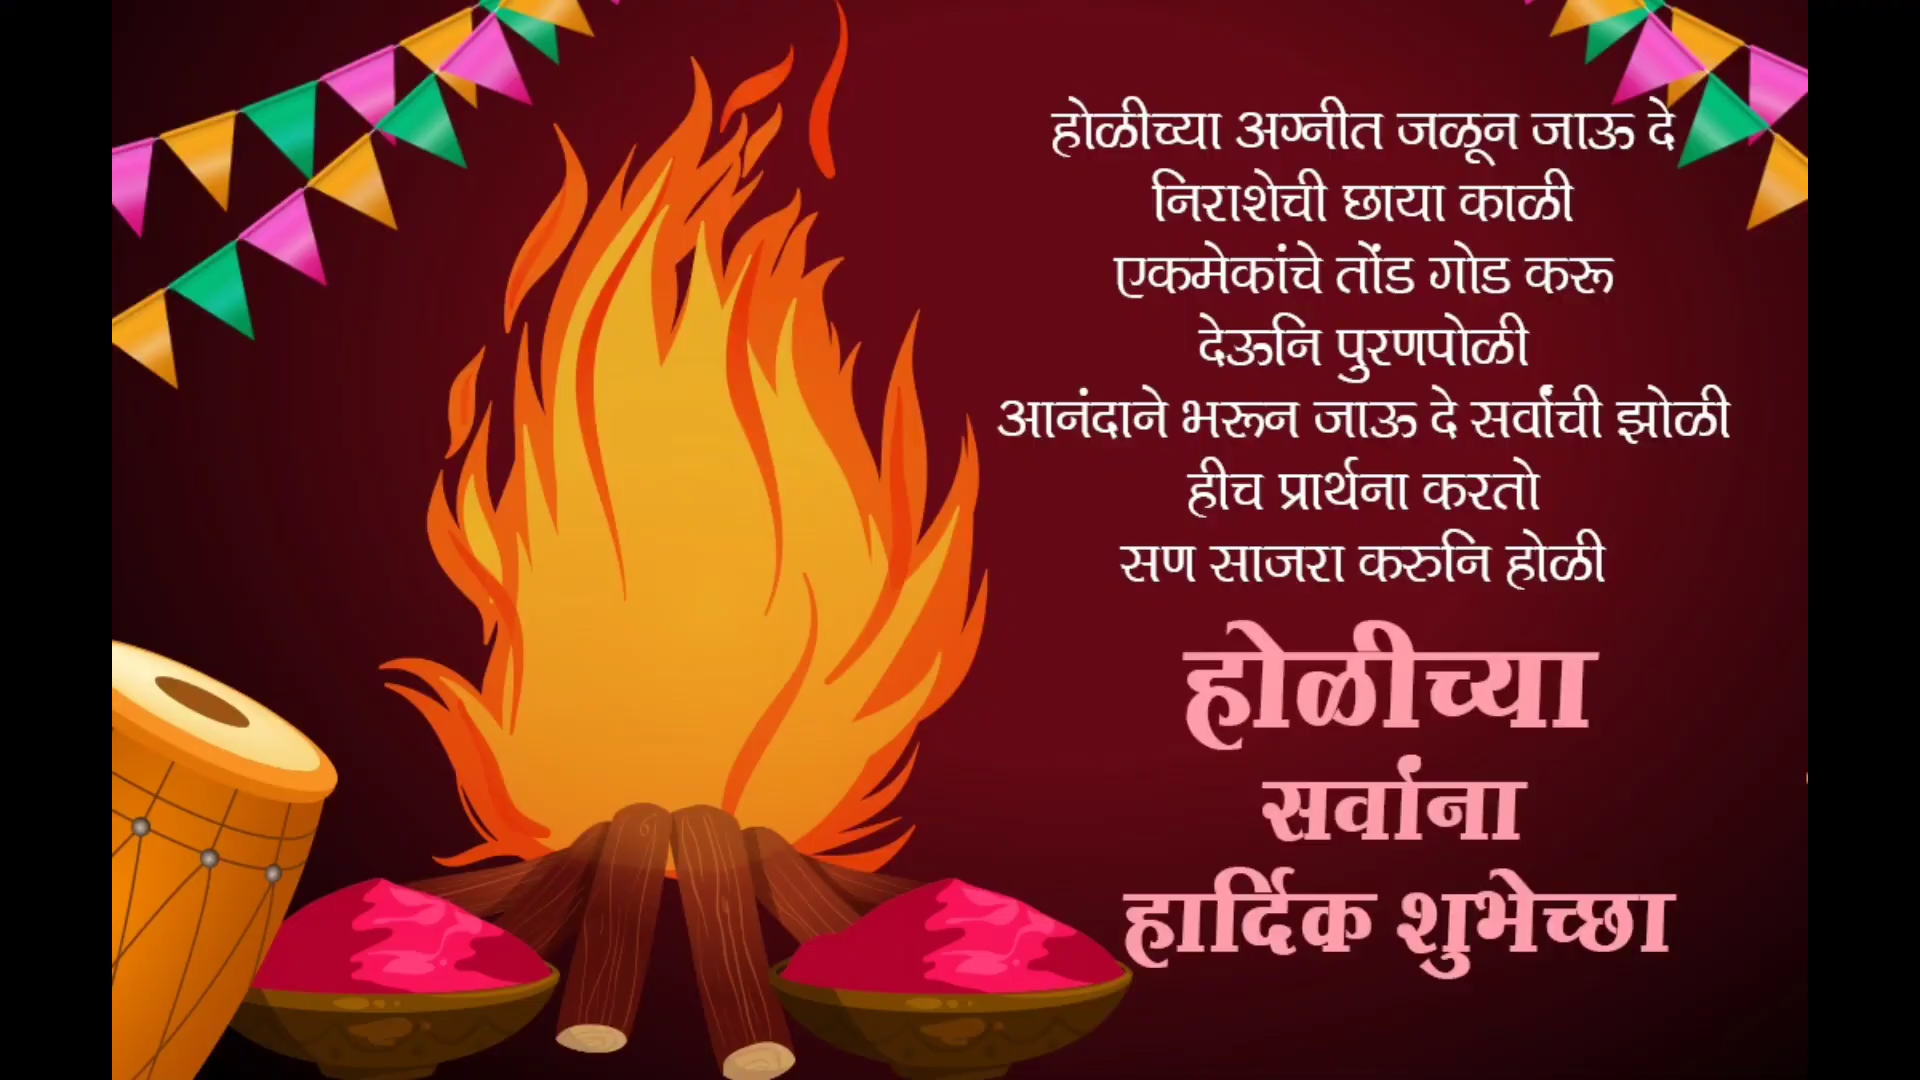 होळीच्या अग्नीत जळून जाऊ दे
निराशेची छाया काळी
एकमेकांचे तोंड गोड करू
देऊनि पुरणपोळी
आनंदाने भरून जाऊ दे सर्वांची झोळी
हीच प्रार्थना करतो
सण साजरा करुनि होळी
होळीच्या
सर्वांना
हार्दिक शुभेच्छा